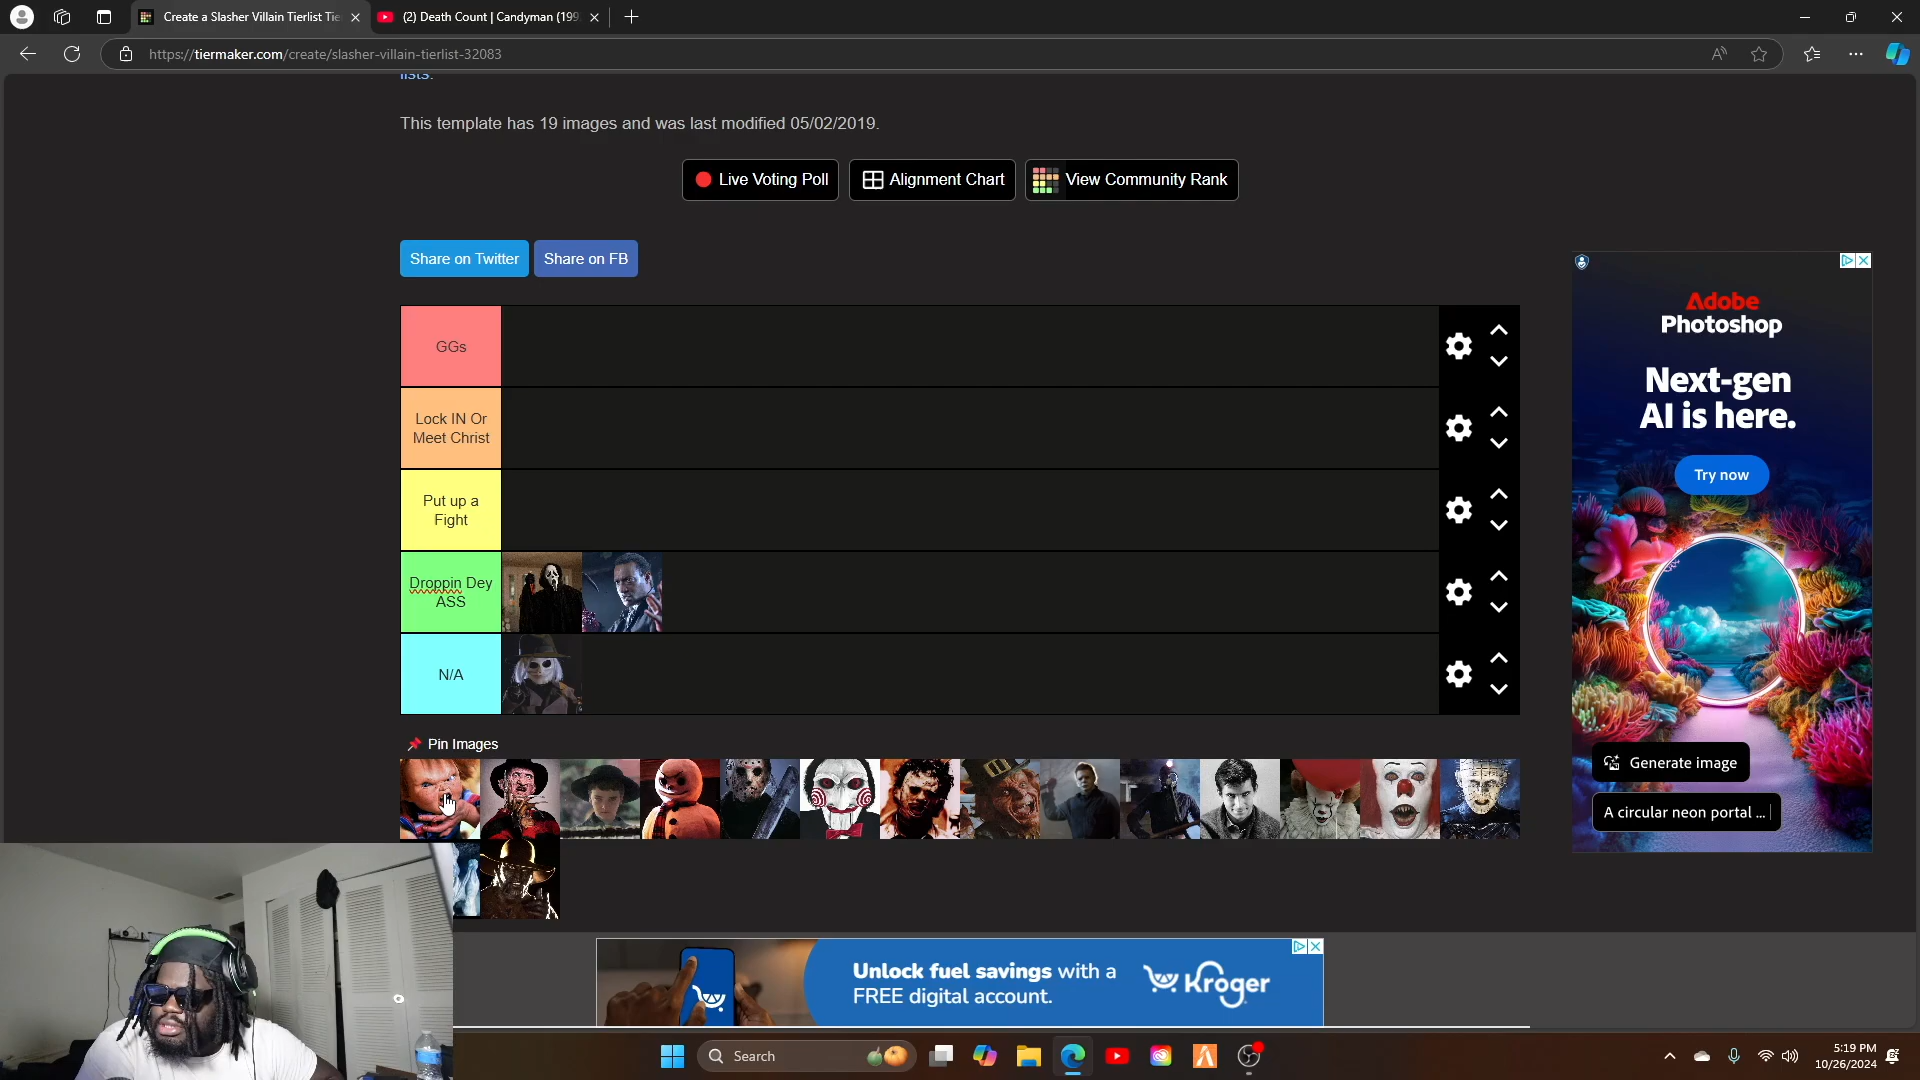 Create a Slasher Villain Tierlist Tie
(2) Death Count | Candyman (199
https://tiermaker.com/create/slasher-villain-tierlist-32083
lists.
This template has 19 images and was last modified 05/02/2019.
Live Voting Poll
Alignment Chart
View Community Rank
Share on Twitter
Share on FB
GGs
Lock IN Or
Meet Christ
Put up a
Fight
Droppin Dey
ASS
N/A
Pin Images
Adobe
Photoshop
Next-gen
AI is here.
Try now
Generate image
A circular neon portal ...
Unlock fuel savings with a
FREE digital account.
Kroger
Search
5:19 PM
10/26/2024